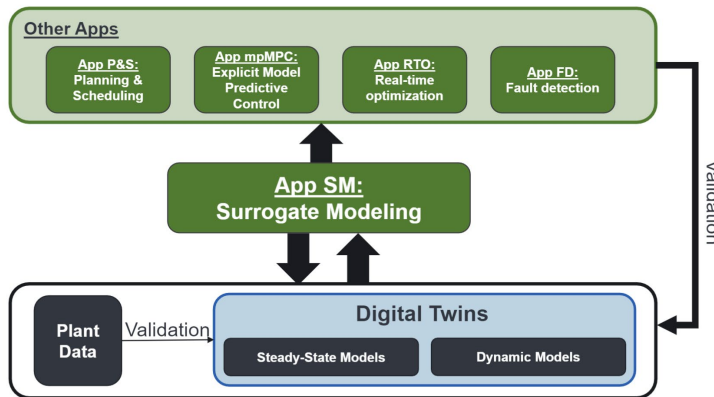 Other Apps
App P&S:
Planning &
Scheduling
App mpMPC:
Explicit Model
Predictive
Control
App RTO:
Real-time
optimization
App FD:
Fault detection
Validation
App SM:
Surrogate Modeling
Plant
Data
Validation
Digital Twins
Steady-State Models
Dynamic Models